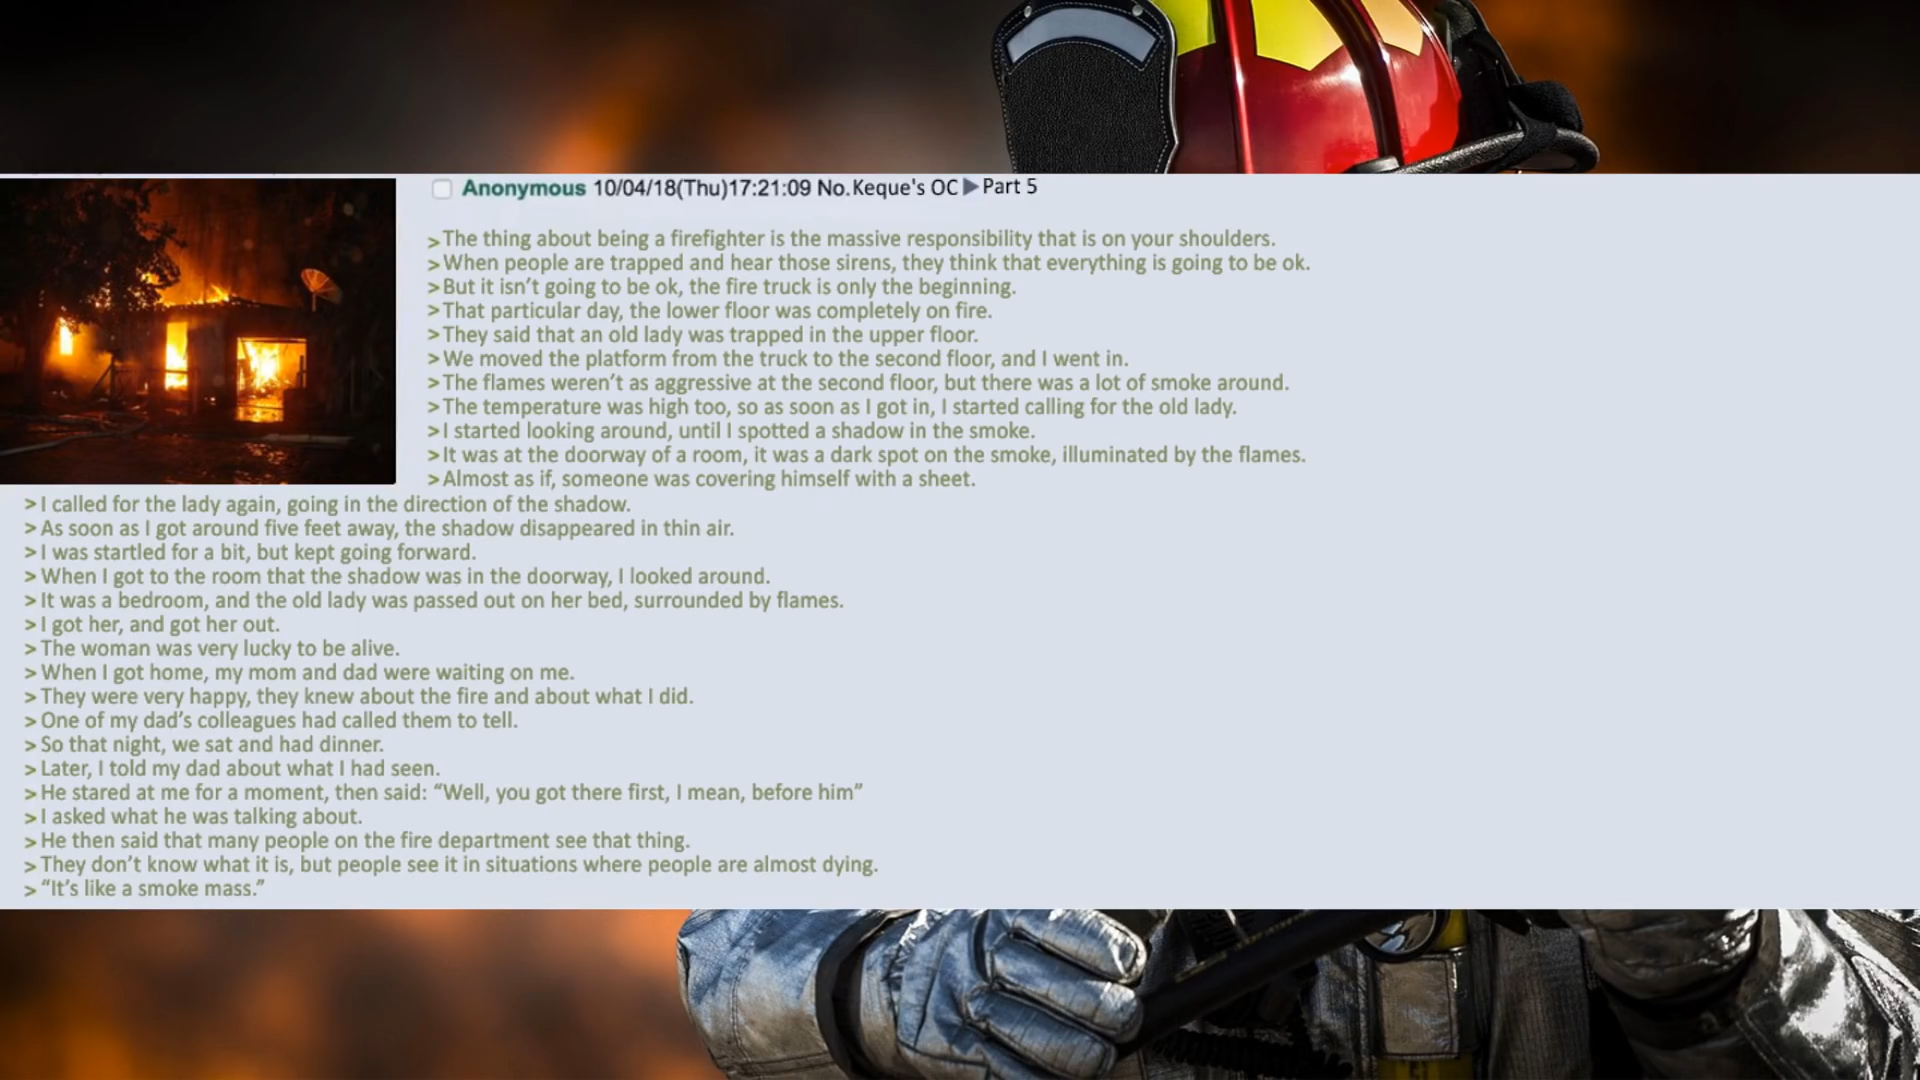 Anonymous 10/04/18(Thu)17:21:09 No.Keque's OC▶Part 5
>The thing about being a firefighter is the massive responsibility that is on your shoulders.
>When people are trapped and hear those sirens, they think that everything is going to be ok.
>But it isn’t going to be ok, the fire truck is only the beginning.
>That particular day, the lower floor was completely on fire.
>They said that an old lady was trapped in the upper floor.
>We moved the platform from the truck to the second floor, and I went in.
>The flames weren’t as aggressive at the second floor, but there was a lot of smoke around.
>The temperature was high too, so as soon as I got in, I started calling for the old lady.
>I started looking around, until I spotted a shadow in the smoke.
>It was at the doorway of a room, it was a dark spot on the smoke, illuminated by the flames.
>Almost as if, someone was covering himself with a sheet.
>I called for the lady again, going in the direction of the shadow.
>As soon as I got around five feet away, the shadow disappeared in thin air.
>I was startled for a bit, but kept going forward.
>When I got to the room that the shadow was in the doorway, I looked around.
>It was a bedroom, and the old lady was passed out on her bed, surrounded by flames.
>I got her, and got her out.
>The woman was very lucky to be alive.
>When I got home, my mom and dad were waiting on me.
>They were very happy, they knew about the fire and about what I did.
>One of my dad’s colleagues had called them to tell.
>So that night, we sat and had dinner.
>Later, I told my dad about what I had seen.
>He stared at me for a moment, then said: “Well, you got there first, I mean, before him”
>I asked what he was talking about.
>He then said that many people on the fire department see that thing.
>They don’t know what it is, but people see it in situations where people are almost dying.
>“It’s like a smoke mass.”